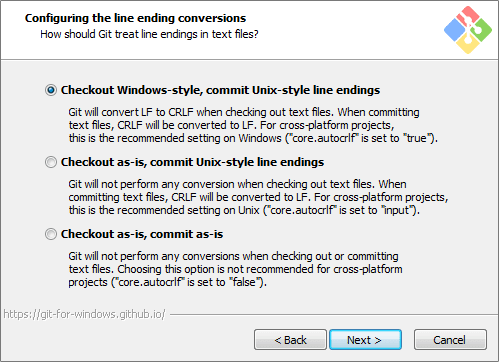 Configuring the line ending conversions
How should Git treat line endings in text files?
Checkout Windows-style, commit Unix-style line endings
Git will convert LF to CRLF when checking out text files. When committing
text files, CRLF will be converted to LF. For cross-platform projects,
this is the recommended setting on Windows ("core.autocrlf" is set to "true").
Checkout as-is, commit Unix-style line endings
Git will not perform any conversion when checking out text files. When
committing text files, CRLF will be converted to LF. For cross-platform projects,
this is the recommended setting on Unix ("core.autocrlf" is set to "input").
Checkout as-is, commit as-is
Git will not perform any conversions when checking out or committing
text files. Choosing this option is not recommended for cross-platform
projects ("core.autocrlf" is set to "false").
https://git-for-windows.github.io/
< Back Next > Cancel